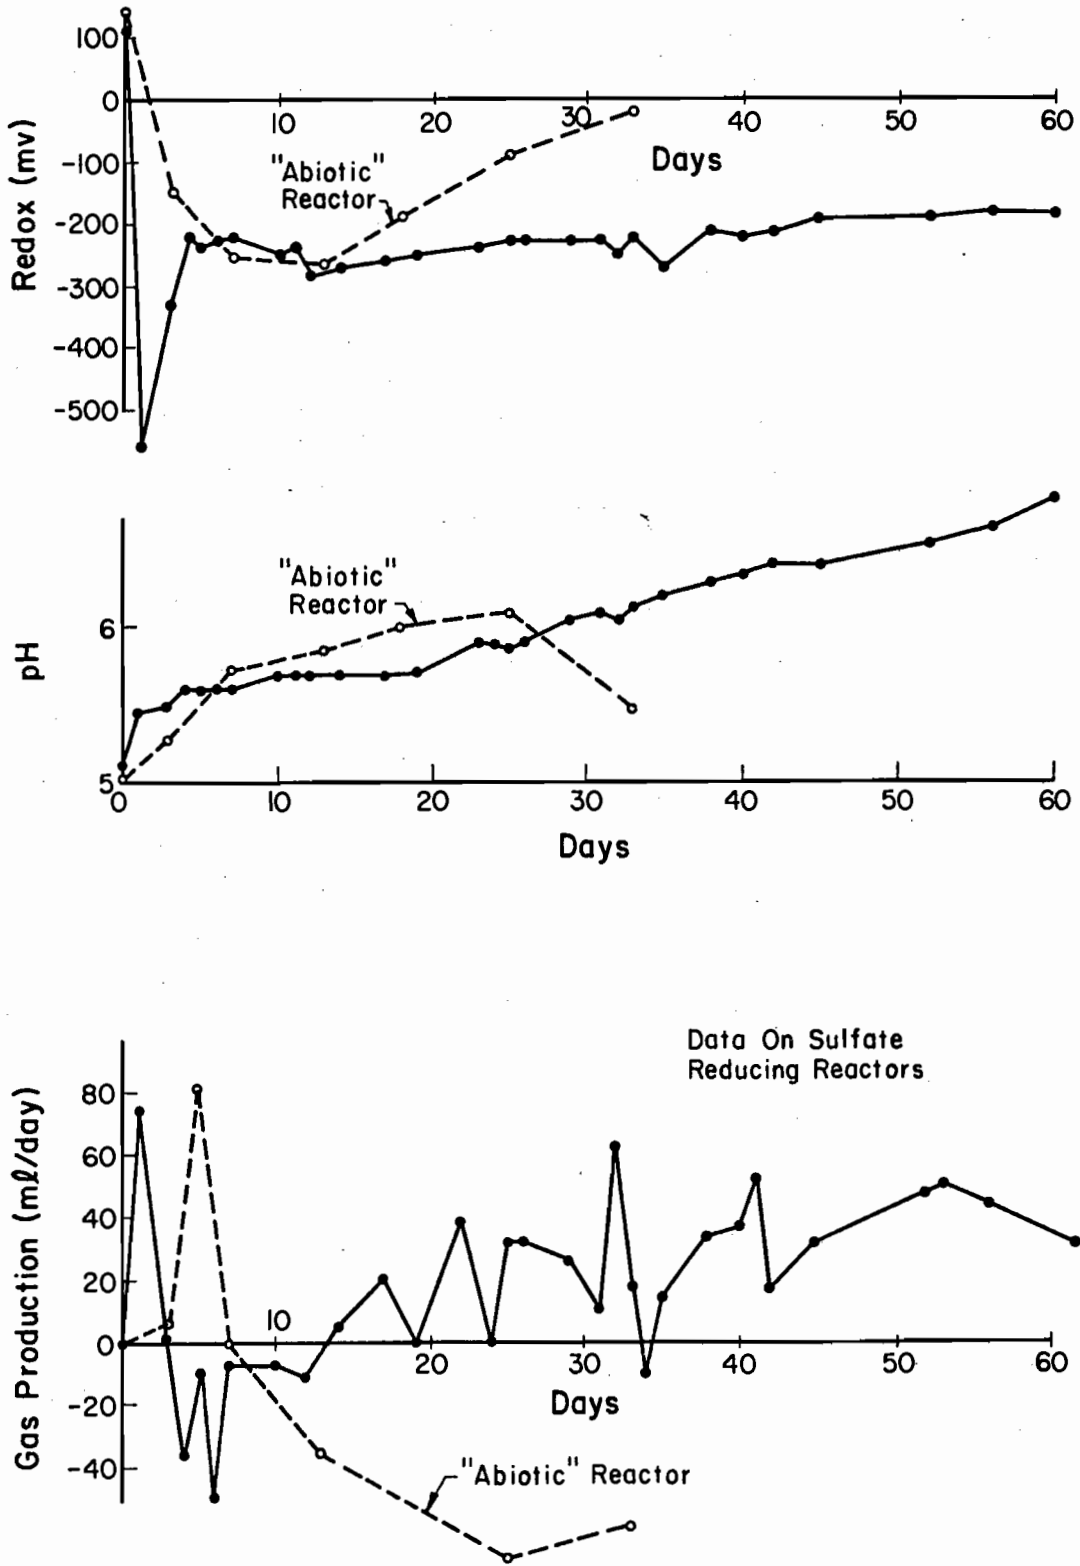 100
0
-100
-200
-300
-400
-500
Redox (mv)
10 20 30 40 50 60
Days
"Abiotic"
Reactor
6
5
pH
"Abiotic"
Reactor
0 10 20 30 40 50 60
Days
Data On Sulfate
Reducing Reactors
80
60
40
20
0
-20
-40
Gas Production (mℓ/day)
10 20 30 40 50 60
Days
"Abiotic" Reactor